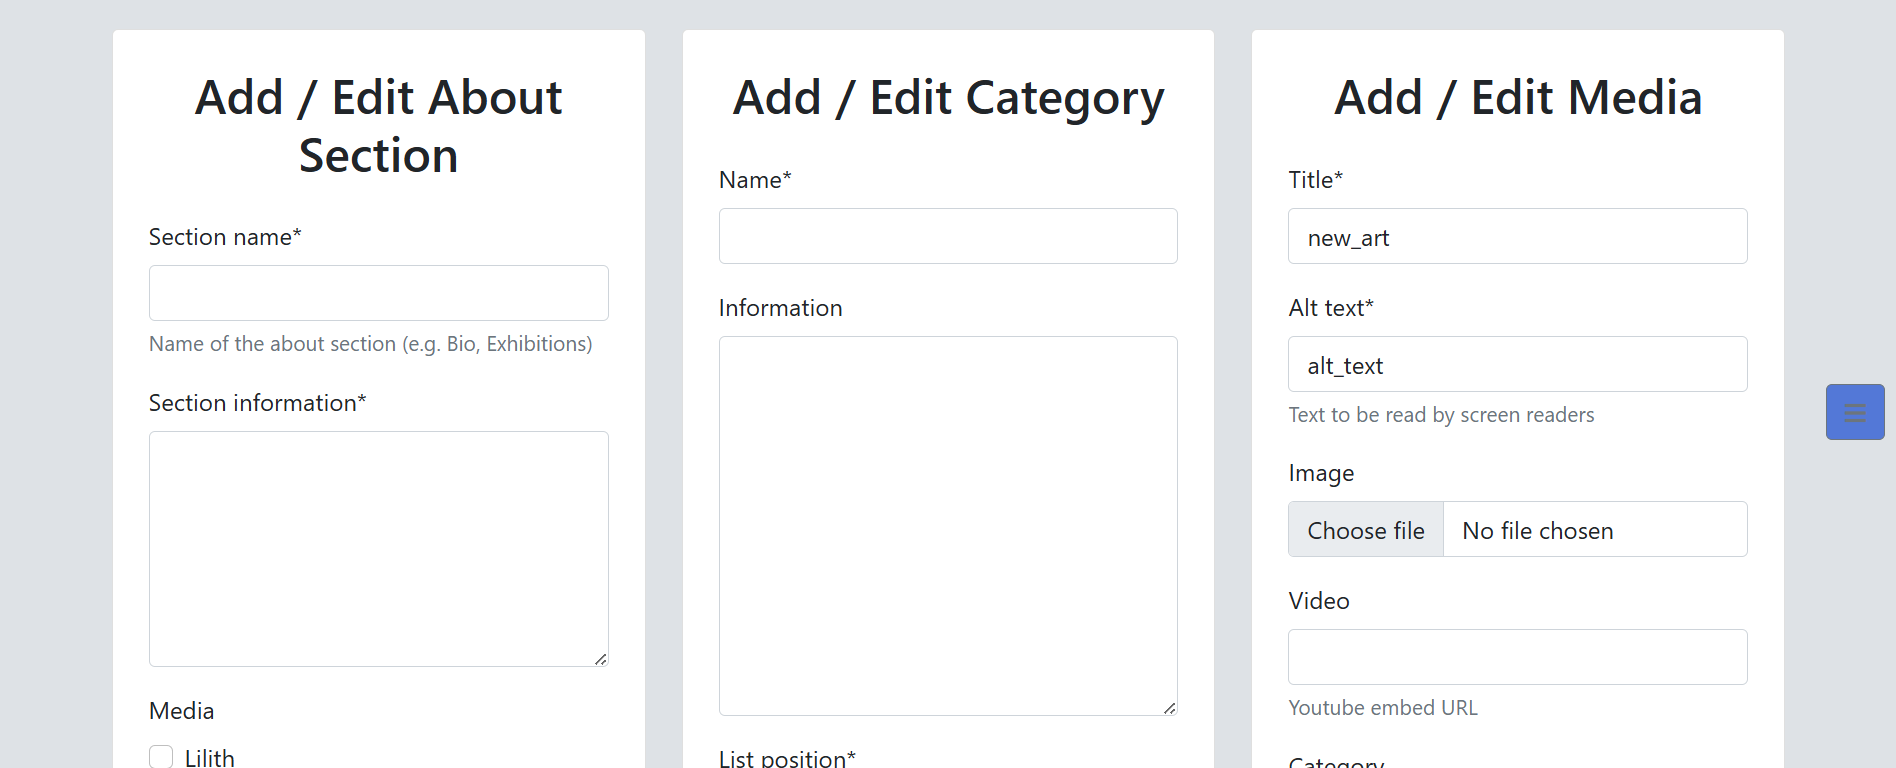 Add / Edit About
Section
Section name*
Name of the about section (e.g. Bio, Exhibitions)
Section information*
Media
Lilith
Add / Edit Category
Name*
Information
List position*
Add / Edit Media
Title*
new_art
Alt text*
alt_text
Text to be read by screen readers
Image
Choose file No file chosen
Video
Youtube embed URL
Category